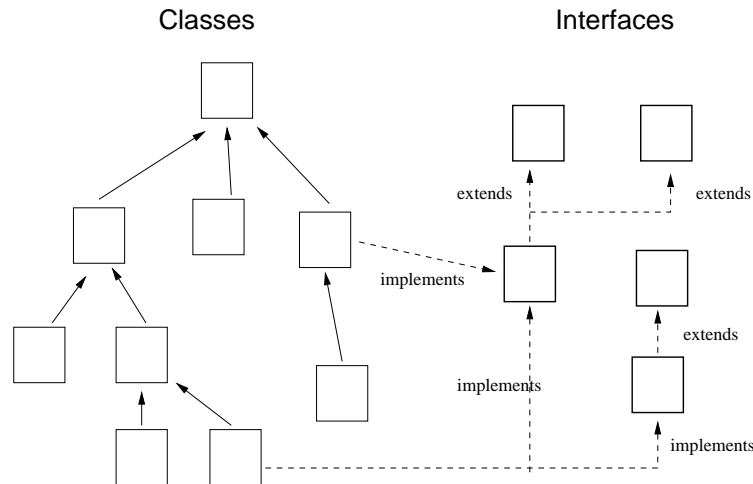 Classes
Interfaces
extends
extends
implements
extends
implements
implements